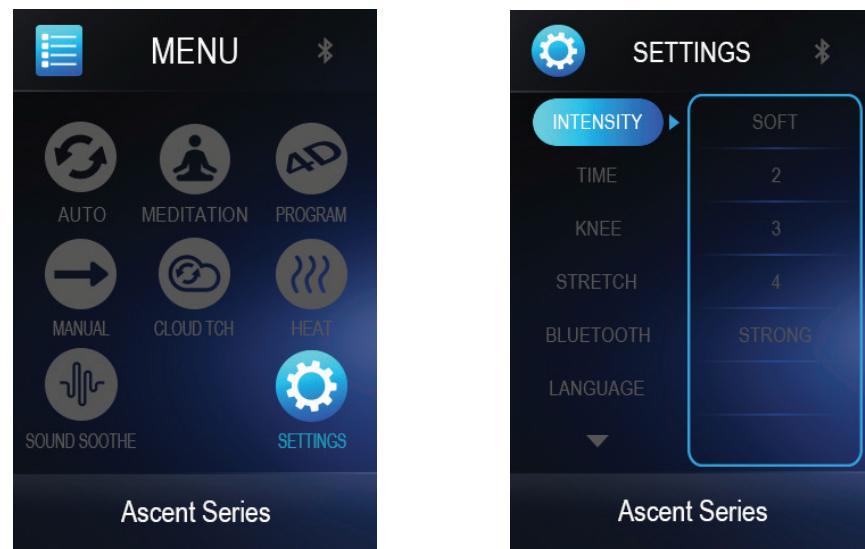 MENU
4D
AUTO MEDITATION PROGRAM
MANUAL CLOUD TCH HEAT
SOUND SOOTHE SETTINGS
Ascent Series
SETTINGS
INTENSITY SOFT
TIME 2
KNEE 3
STRETCH 4
BLUETOOTH STRONG
LANGUAGE
Ascent Series